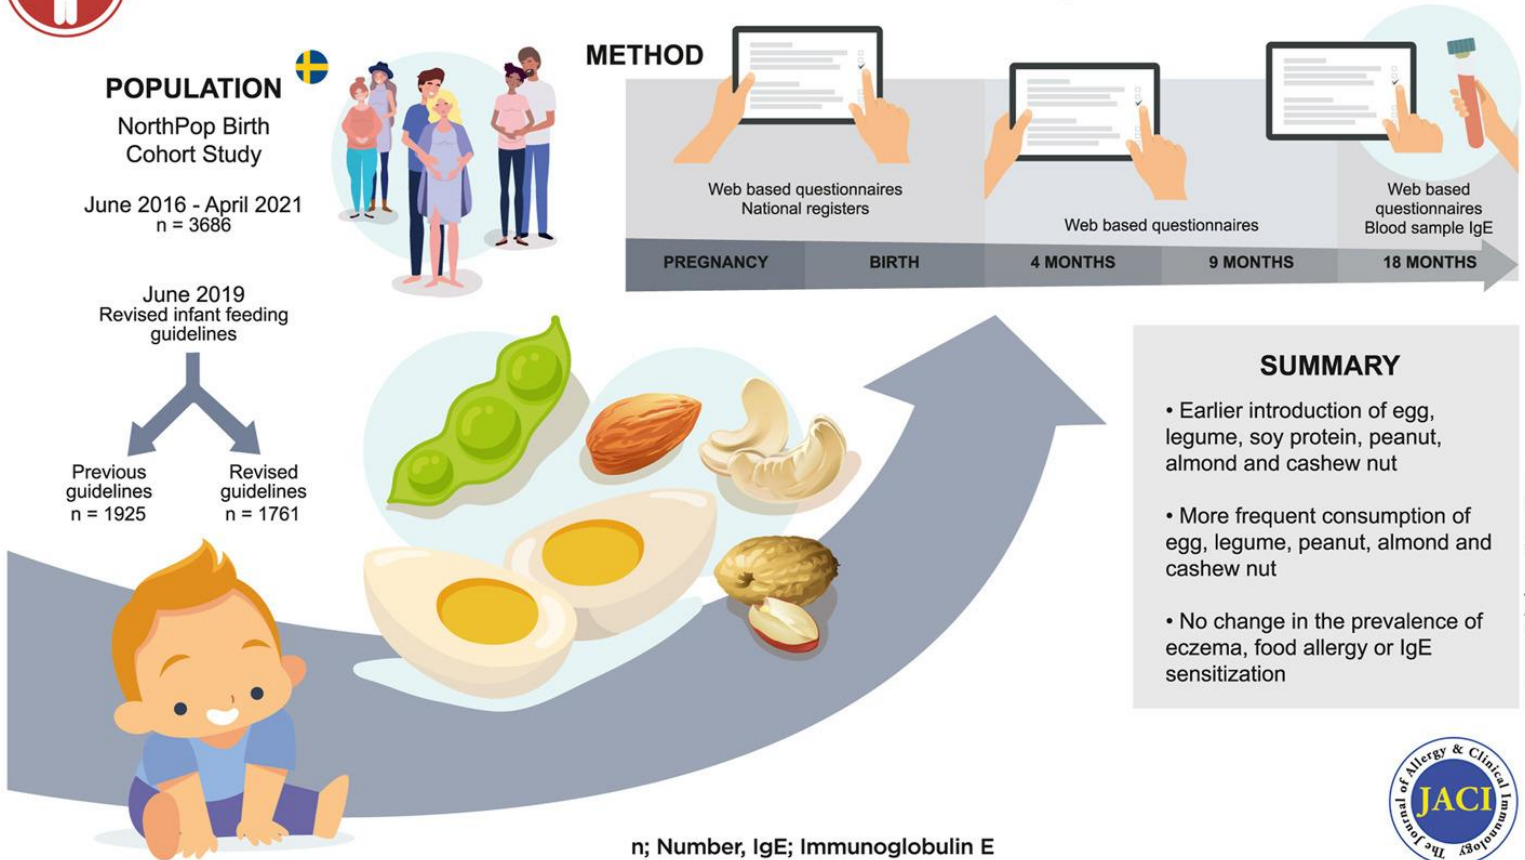 POPULATION
NorthPop Birth
Cohort Study
June 2016 - April 2021
n = 3686
June 2019
Revised infant feeding
guidelines
Previous
guidelines
n = 1925
Revised
guidelines
n = 1761
METHOD
Web based questionnaires
National registers
Web based questionnaires
Web based
questionnaires
Blood sample IgE
PREGNANCY
BIRTH
4 MONTHS
9 MONTHS
18 MONTHS
SUMMARY
• Earlier introduction of egg,
legume, soy protein, peanut,
almond and cashew nut
• More frequent consumption of
egg, legume, peanut, almond and
cashew nut
• No change in the prevalence of
eczema, food allergy or IgE
sensitization
n; Number, IgE; Immunoglobulin E
The Journal of Allergy & Clinical Immunology
JACI